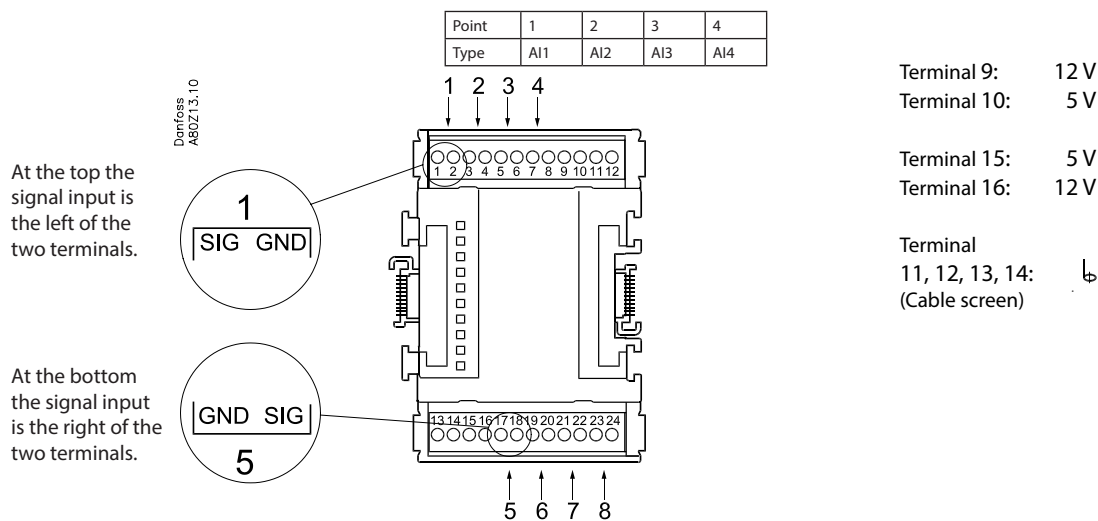 Point 1 2 3 4
Type AI1 AI2 AI3 AI4
1 2 3 4
Danfoss
A80Z13.10
1 2 3 4 5 6 7 8 9 10 11 12
At the top the
signal input is
the left of the
two terminals.
1
SIG GND
At the bottom
the signal input
is the right of the
two terminals.
GND SIG
5
13 14 15 16 17 18 19 20 21 22 23 24
5 6 7 8
Terminal 9: 12 V
Terminal 10: 5 V
Terminal 15: 5 V
Terminal 16: 12 V
Terminal
11, 12, 13, 14:
(Cable screen)